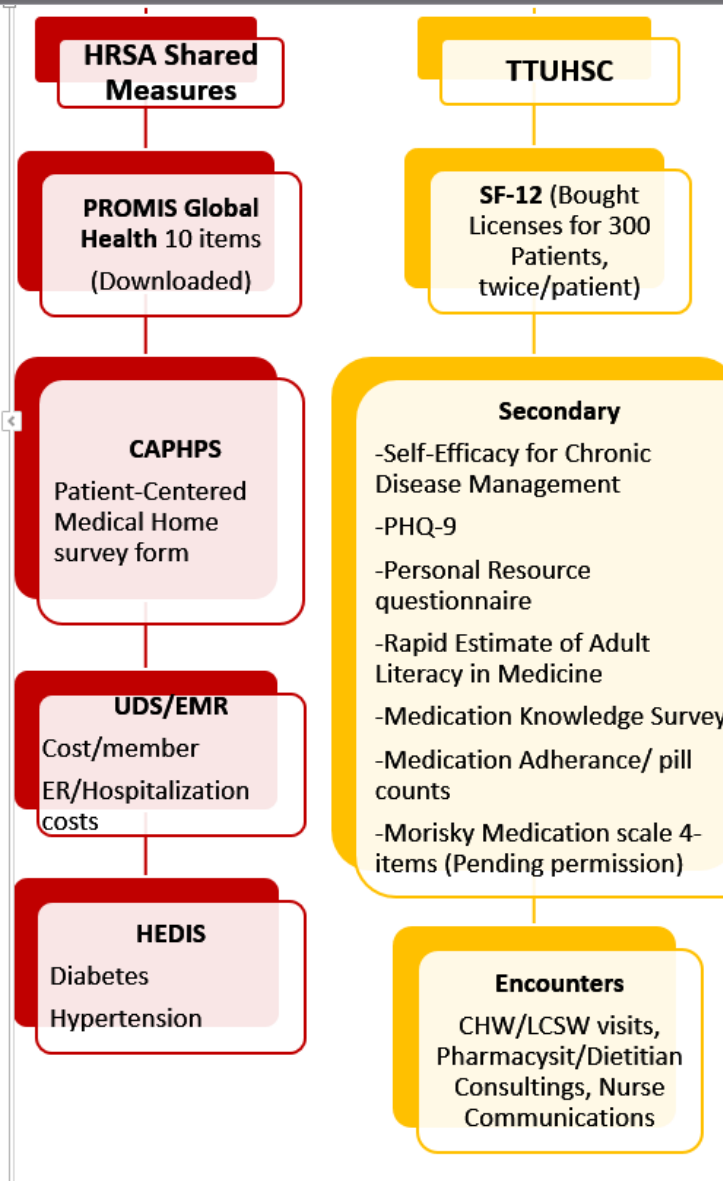 HRSA Shared
Measures
PROMIS Global
Health 10 items
(Downloaded)
CAPHPS
Patient-Centered
Medical Home
survey form
UDS/EMR
Cost/member
ER/Hospitalization
costs
HEDIS
Diabetes
Hypertension
TTUHSC
SF-12 (Bought
Licenses for 300
Patients,
twice/patient)
Secondary
-Self-Efficacy for Chronic
Disease Management
-PHQ-9
-Personal Resource
questionnaire
-Rapid Estimate of Adult
Literacy in Medicine
-Medication Knowledge Survey
-Medication Adherance/ pill
counts
-Morisky Medication scale 4-
items (Pending permission)
Encounters
CHW/LCSW visits,
Pharmacysit/Dietitian
Consultings, Nurse
Communications